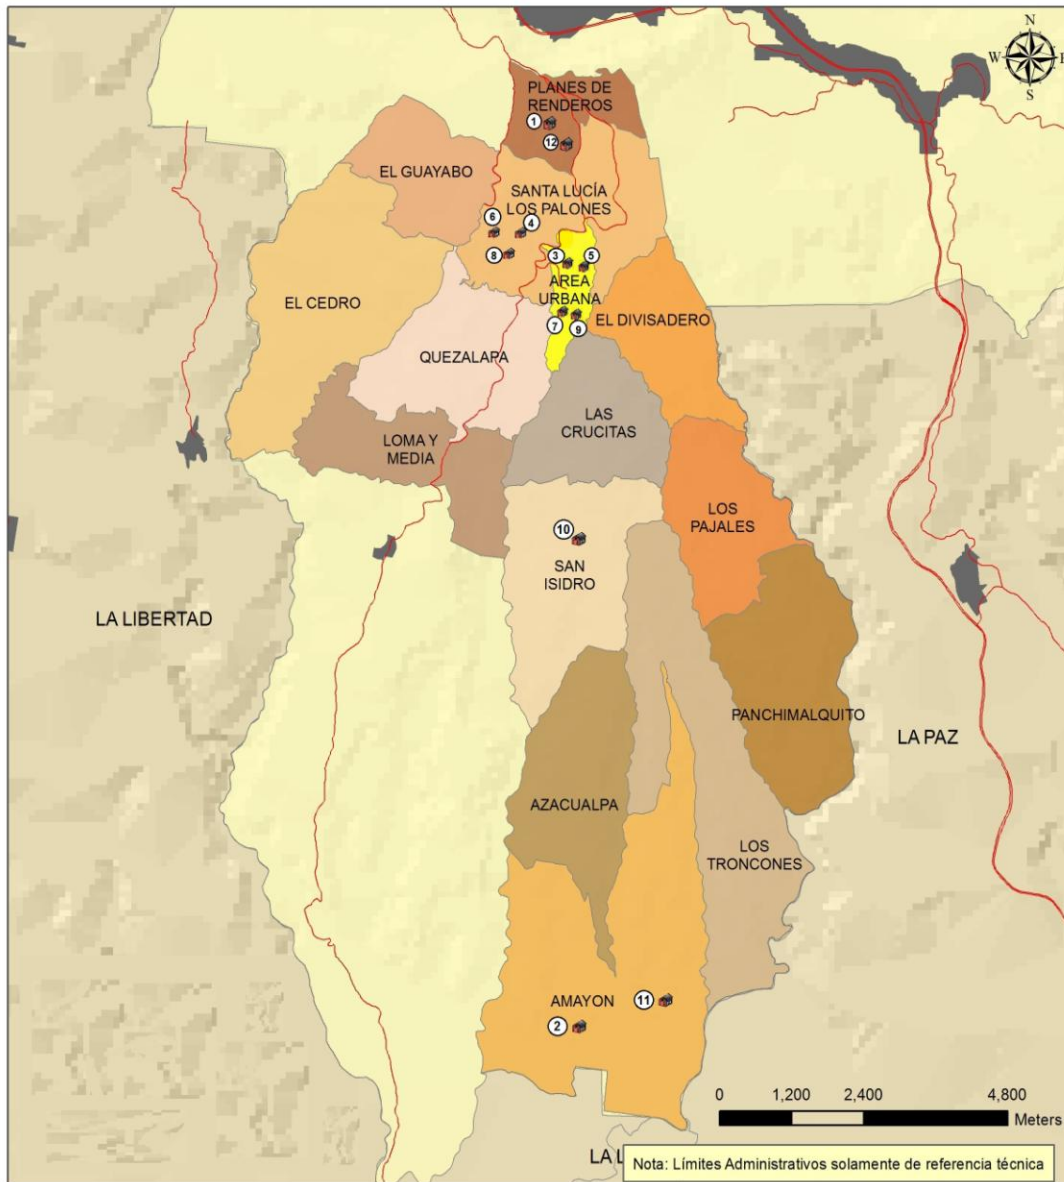 N
W E
S
PLANES DE
RENDEROS
1
12
EL GUAYABO
SANTA LUCÍA
LOS PALONES
6
4
8
3
5
AREA
URBANA
EL CEDRO
EL DIVISADERO
7
9
QUEZALAPA
LAS
CRUCITAS
LOMA Y
MEDIA
LOS
PAJALES
10
SAN
ISIDRO
LA LIBERTAD
PANCHIMALQUITO
LA PAZ
AZACUALPA
LOS
TRONCONES
AMAYON
11
2
0 1,200 2,400 4,800
Meters
LA L
Nota: Límites Administrativos solamente de referencia técnica